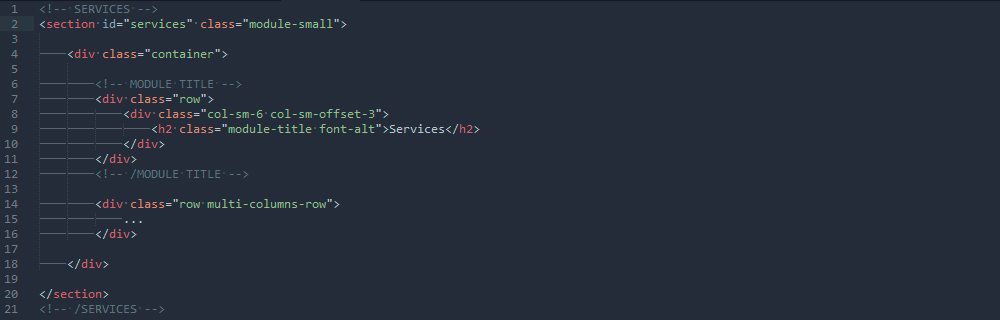 1 <!-- SERVICES -->
2 <section id="services" class="module-small">
3
4 <div class="container">
5
6 <!-- MODULE TITLE -->
7 <div class="row">
8 <div class="col-sm-6 col-sm-offset-3">
9 <h2 class="module-title font-alt">Services</h2>
10 </div>
11 </div>
12 <!-- /MODULE TITLE -->
13
14 <div class="row multi-columns-row">
15 ...
16 </div>
17
18 </div>
19
20 </section>
21 <!-- /SERVICES -->